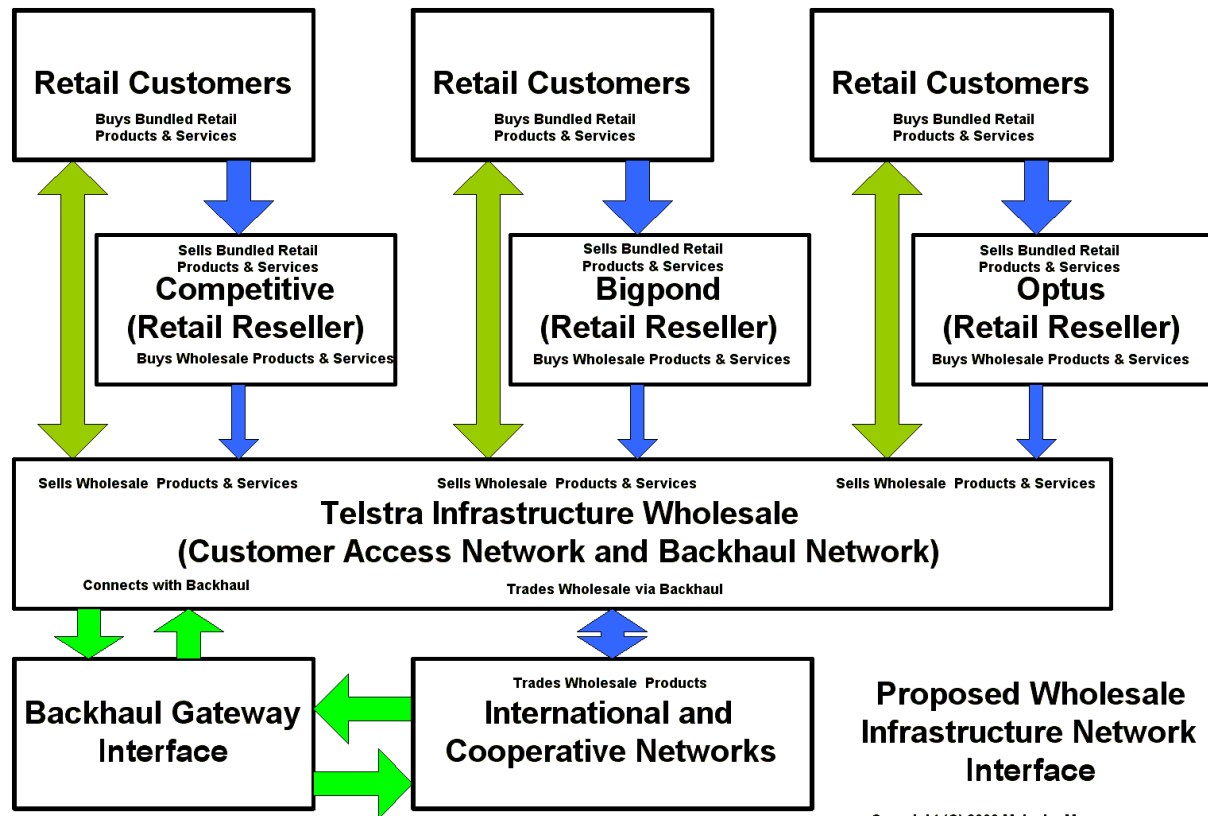 Retail Customers
Buys Bundled Retail
Products & Services
Retail Customers
Buys Bundled Retail
Products & Services
Retail Customers
Buys Bundled Retail
Products & Services
Sells Bundled Retail
Products & Services
Competitive
(Retail Reseller)
Buys Wholesale Products & Services
Sells Bundled Retail
Products & Services
Bigpond
(Retail Reseller)
Buys Wholesale Products & Services
Sells Bundled Retail
Products & Services
Optus
(Retail Reseller)
Buys Wholesale Products & Services
Sells Wholesale Products & Services
Sells Wholesale Products & Services
Sells Wholesale Products & Services
Telstra Infrastructure Wholesale
(Customer Access Network and Backhaul Network)
Connects with Backhaul
Trades Wholesale via Backhaul
Backhaul Gateway
Interface
Trades Wholesale Products
International and
Cooperative Networks
Proposed Wholesale
Infrastructure Network
Interface